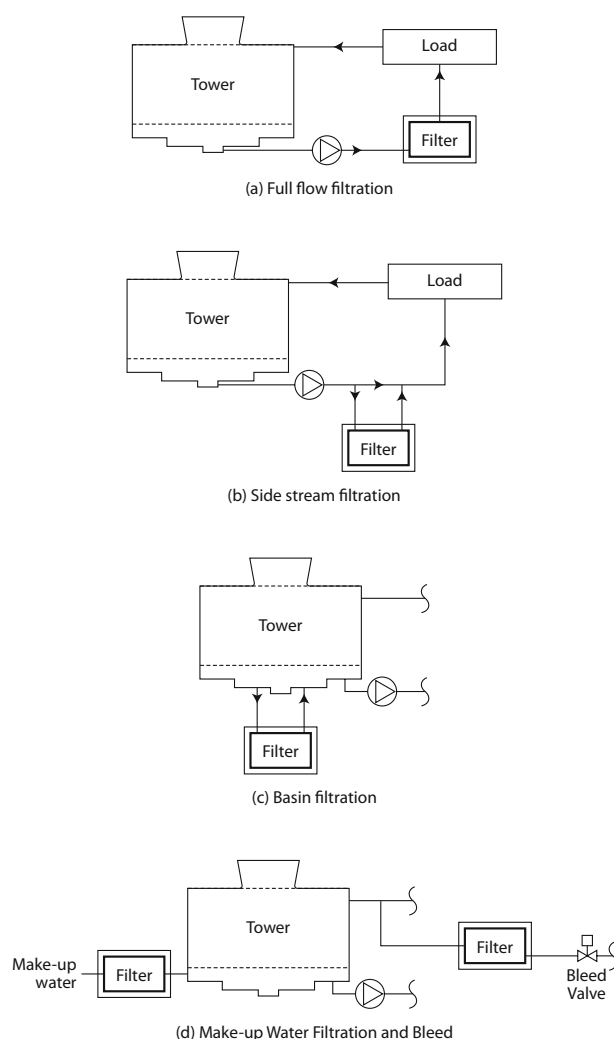 Load
Tower
Filter
(a) Full flow filtration
Load
Tower
Filter
(b) Side stream filtration
Tower
Filter
(c) Basin filtration
Tower
Filter
Make-up
water
Filter
Bleed
Valve
(d) Make-up Water Filtration and Bleed